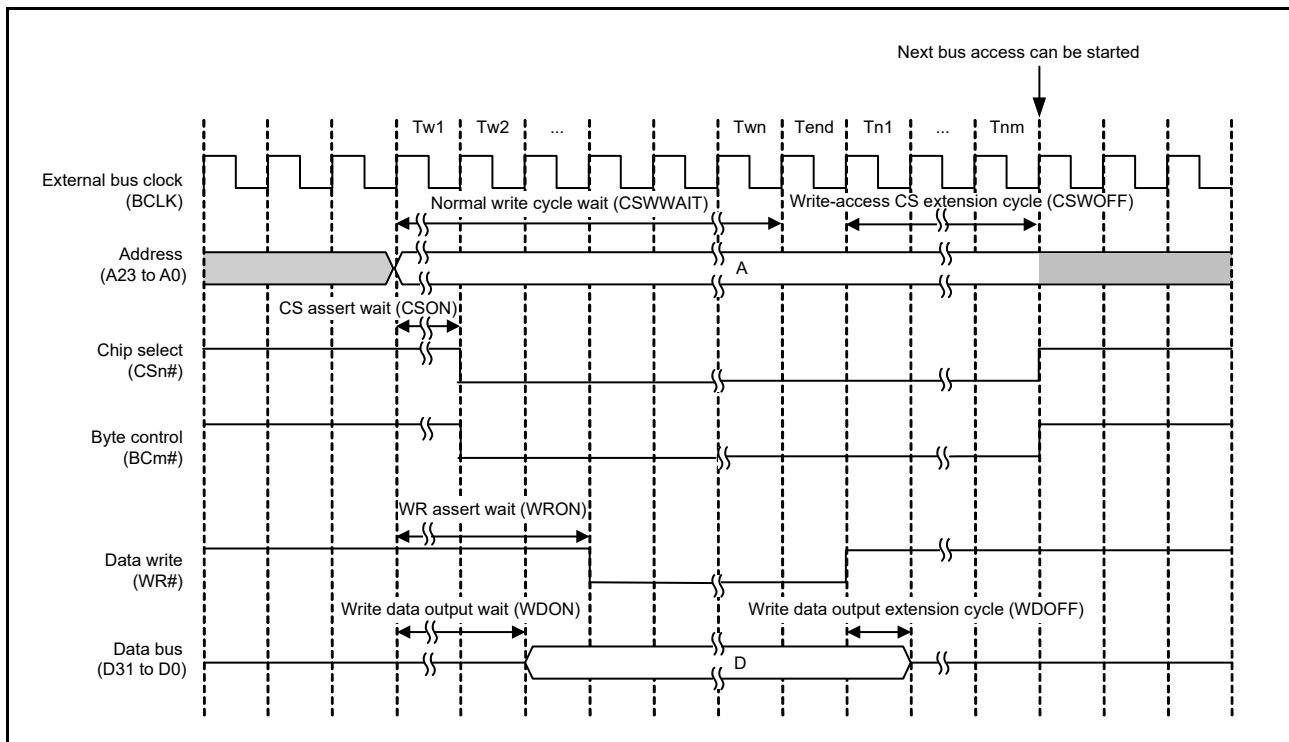 Next bus access can be started
Tw1 Tw2 ... Twn Tend Tn1 ... Tnm
External bus clock
(BCLK)
Normal write cycle wait (CSWWAIT) Write-access CS extension cycle (CSWOFF)
Address
(A23 to A0)
A
CS assert wait (CSON)
Chip select
(CSn#)
Byte control
(BCm#)
WR assert wait (WRON)
Data write
(WR#)
Write data output wait (WDON) Write data output extension cycle (WDOFF)
Data bus
(D31 to D0)
D